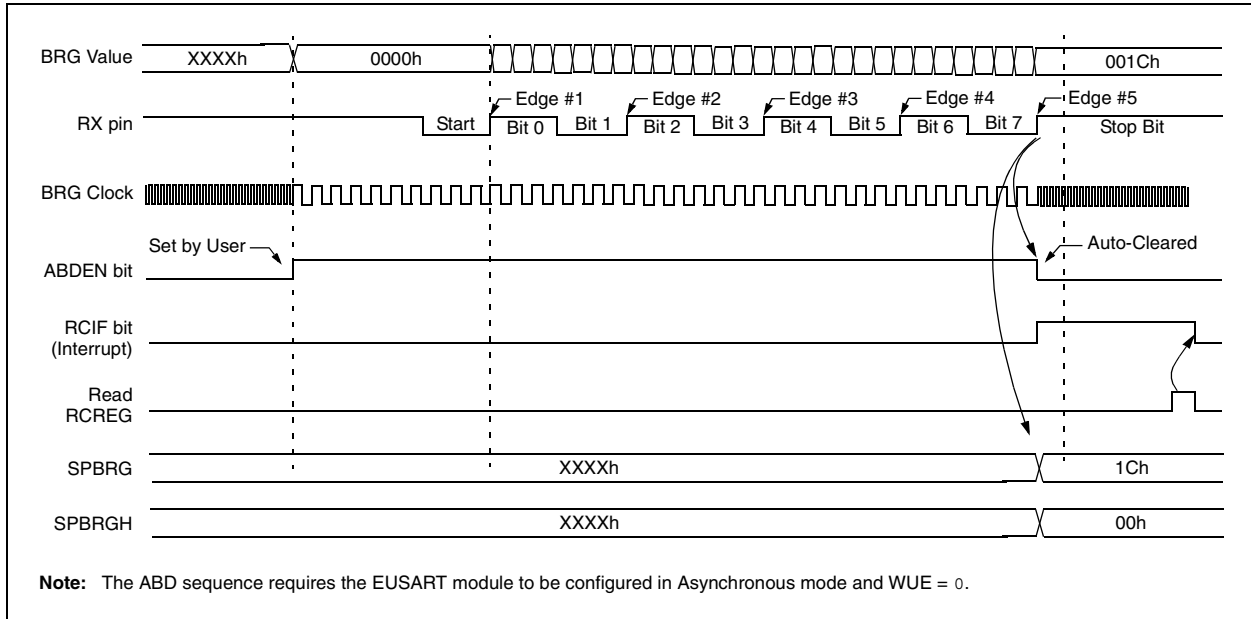 BRG Value
XXXXh
0000h
001Ch
Edge #1
Edge #2
Edge #3
Edge #4
Edge #5
RX pin
Start
Bit 0
Bit 1
Bit 2
Bit 3
Bit 4
Bit 5
Bit 6
Bit 7
Stop Bit
BRG Clock
Set by User
Auto-Cleared
ABDEN bit
RCIF bit
(Interrupt)
Read
RCREG
SPBRG
XXXXh
1Ch
SPBRGH
XXXXh
00h
Note: The ABD sequence requires the EUSART module to be configured in Asynchronous mode and WUE = 0.